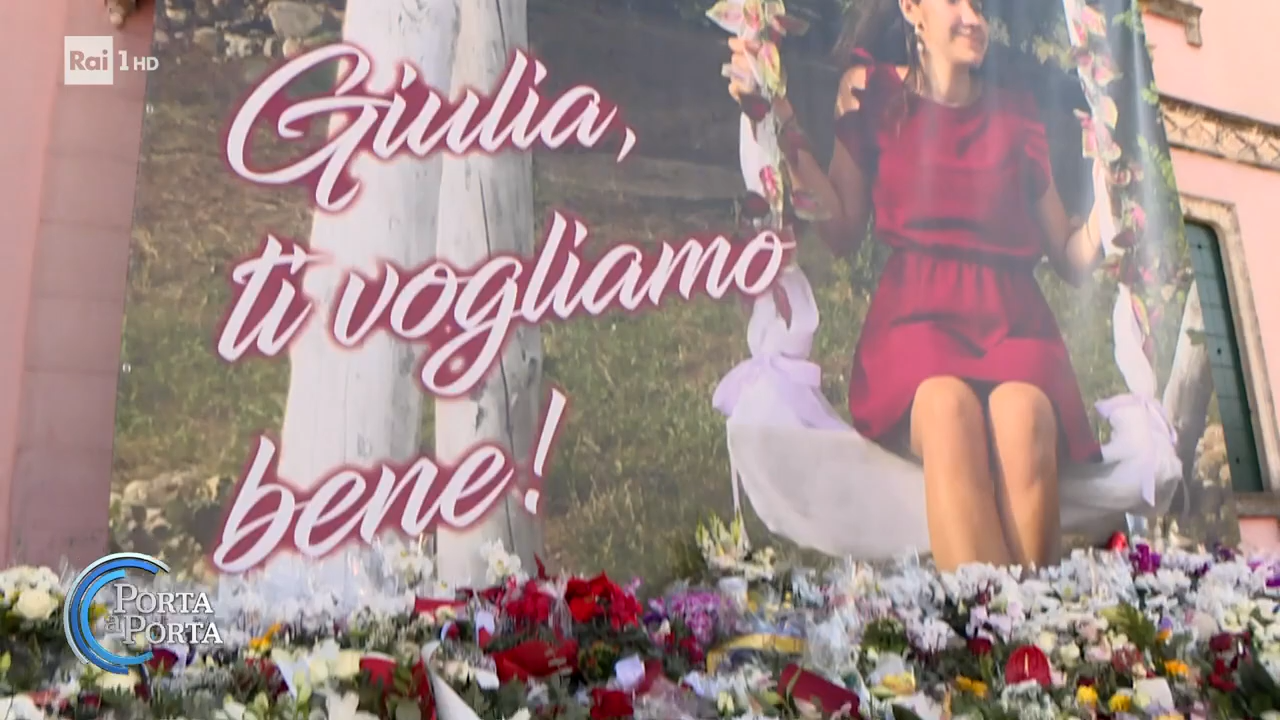 Rai 1 HD
Giulia,
ti vogliamo
bene!
PORTA
a
PORTA